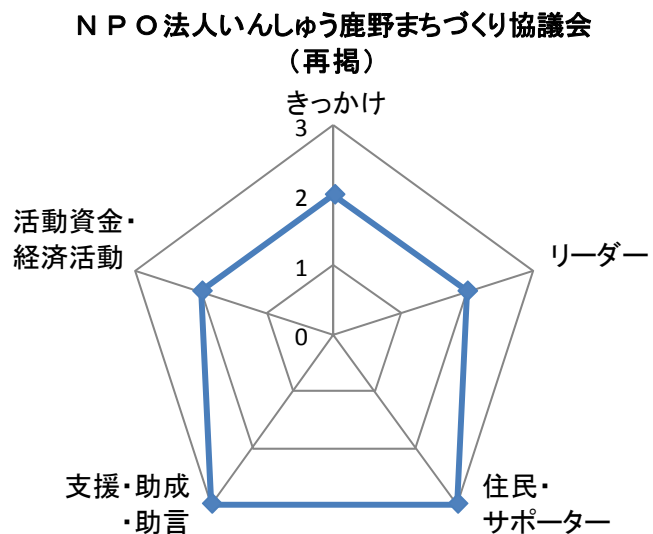 ＮＰＯ法人いんしゅう鹿野まちづくり協議会
（再掲）
きっかけ
3
2
1
0
リーダー
住民・
サポーター
支援・助成
・助言
活動資金・
経済活動